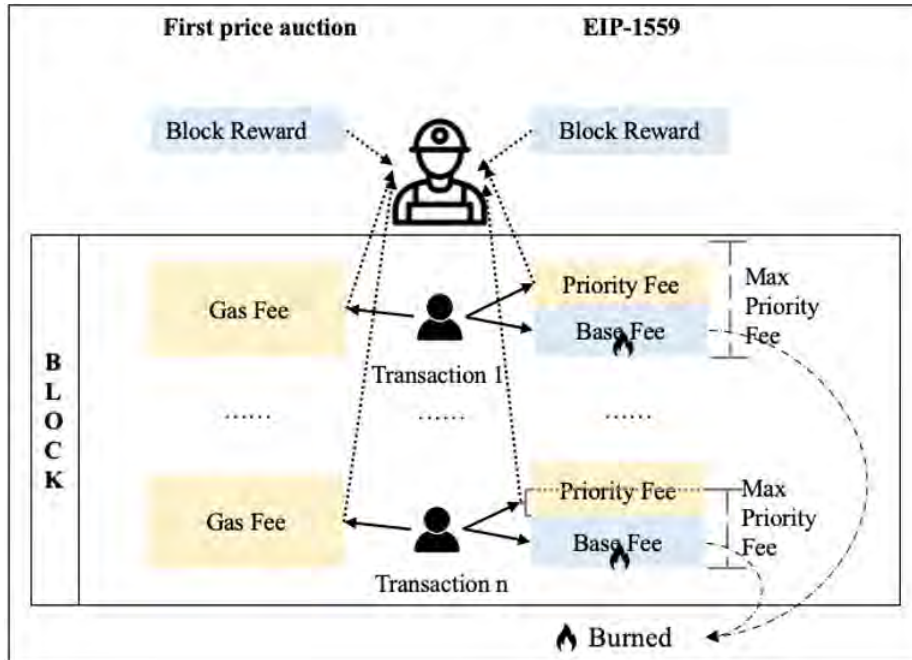 First price auction
EIP-1559
Block Reward
Block Reward
BLOCK
Gas Fee
Priority Fee
Base Fee
Max
Priority
Fee
Transaction 1
......
......
......
Gas Fee
Priority Fee
Base Fee
Max
Priority
Fee
Transaction n
Burned